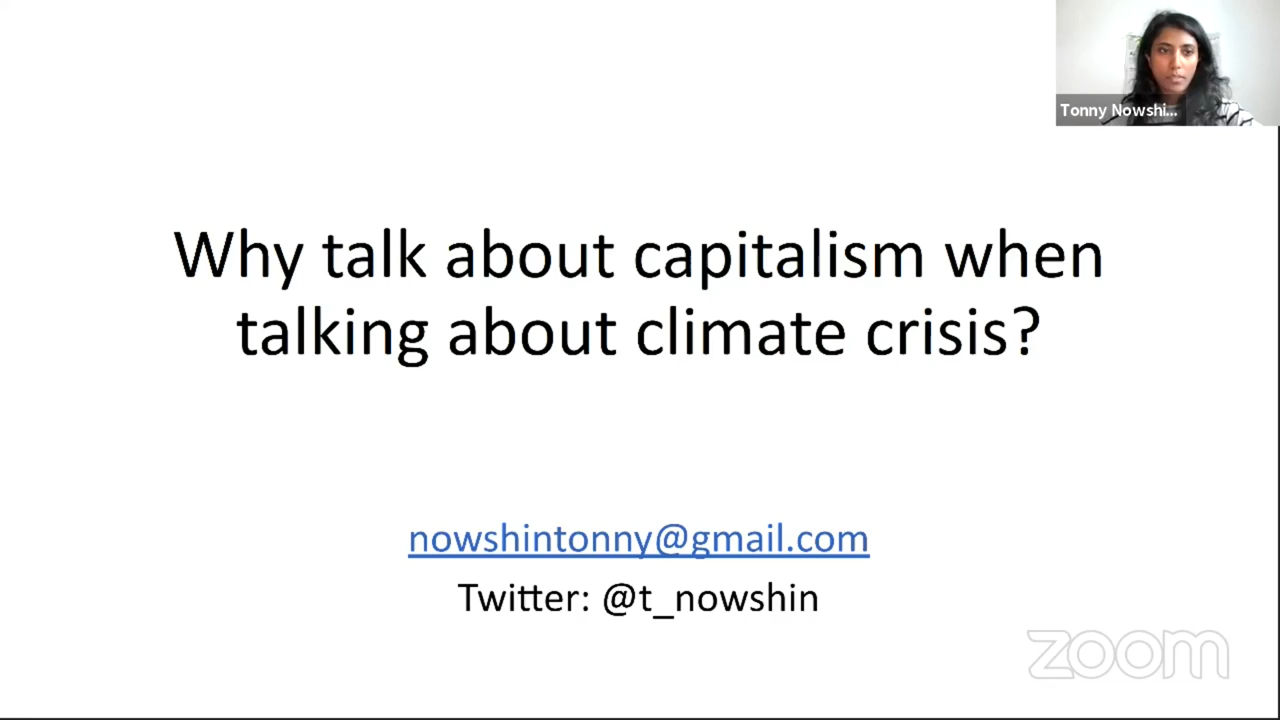 Tonny Nowshi...
Why talk about capitalism when
talking about climate crisis?
nowshintonny@gmail.com
Twitter: @t_nowshin
zoom